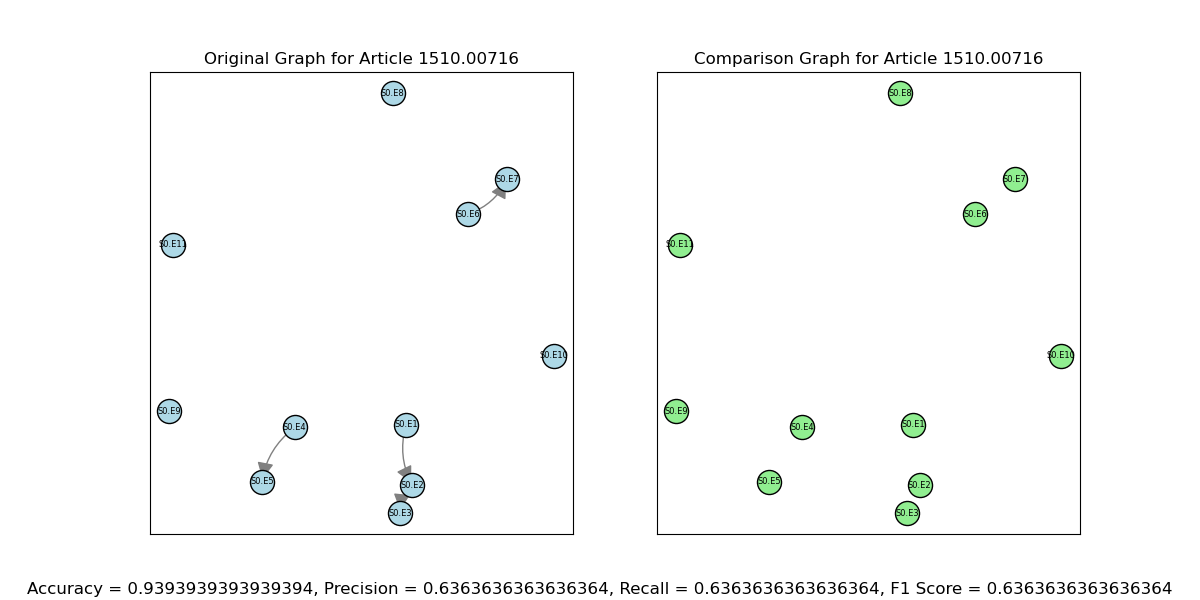 Original Graph for Article 1510.00716
S0.E8
S0.E7
S0.E6
S0.E11
S0.E10
S0.E9
S0.E4
S0.E1
S0.E5
S0.E2
S0.E3
Comparison Graph for Article 1510.00716
S0.E8
S0.E7
S0.E6
S0.E11
S0.E10
S0.E9
S0.E4
S0.E1
S0.E5
S0.E2
S0.E3
Accuracy = 0.9393939393939394, Precision = 0.6363636363636364, Recall = 0.6363636363636364, F1 Score = 0.6363636363636364